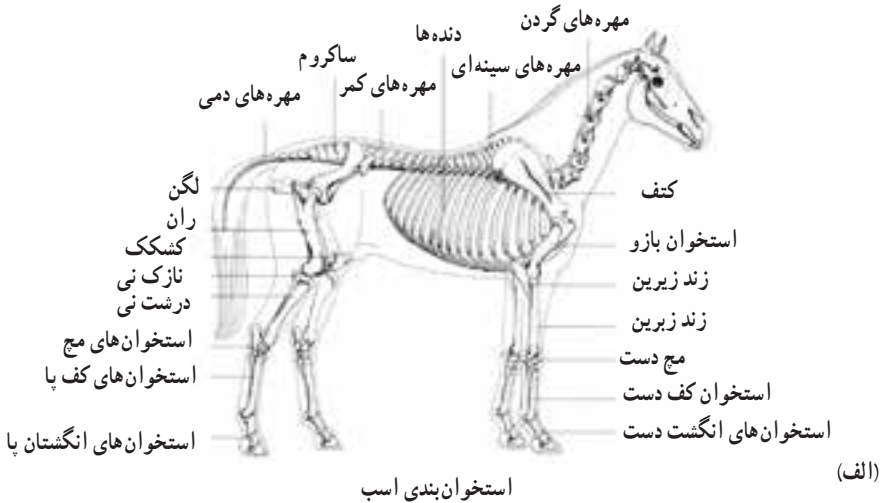 مهره‌های گردن
دنده‌ها
مهره‌های سینه‌ای
ساکروم
مهره‌های کمر
مهره‌های دمی
کتف
استخوان بازو
زند زیرین
زند زبرین
مچ دست
استخوان کف دست
استخوان‌های انگشت دست
لگن
ران
کشکک
نازک نی
درشت نی
استخوان‌های مچ
استخوان‌های کف پا
استخوان‌های انگشتان پا
(الف)
استخوان‌بندی اسب